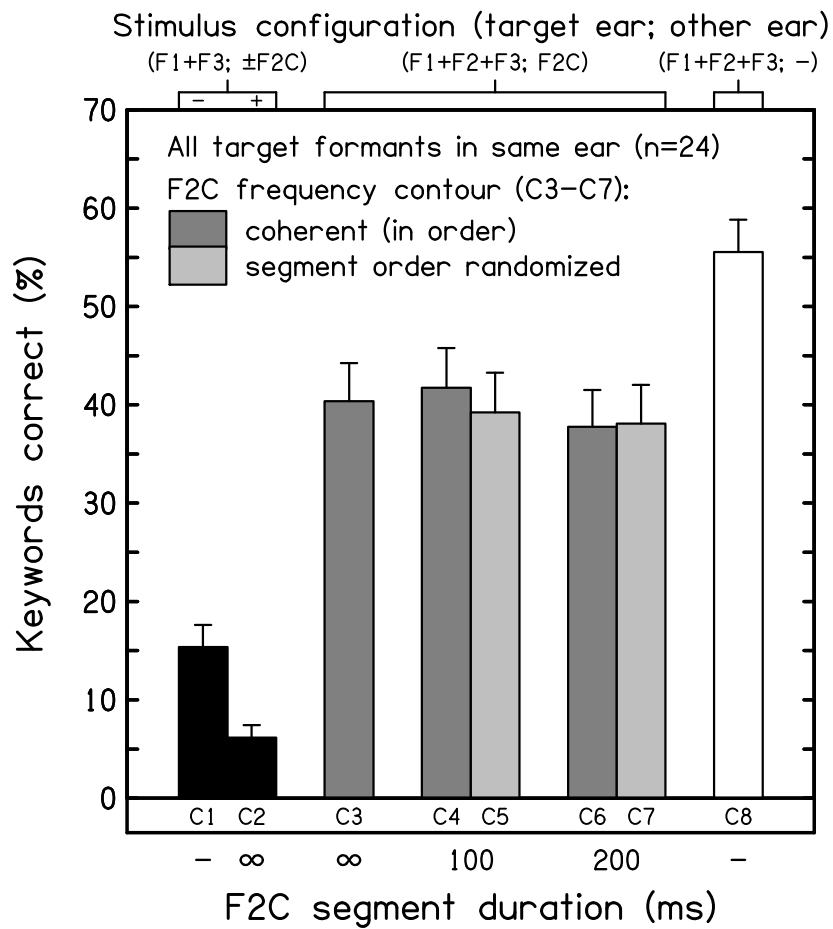 Stimulus configuration (target ear; other ear)
(F1+F3; ±F2C) (F1+F2+F3; F2C) (F1+F2+F3; -)
- +
All target formants in same ear (n=24)
F2C frequency contour (C3-C7):
coherent (in order)
segment order randomized
Keywords correct (%)
70
60
50
40
30
20
10
0
C1 C2 C3 C4 C5 C6 C7 C8
- ∞ ∞ 100 200 -
F2C segment duration (ms)